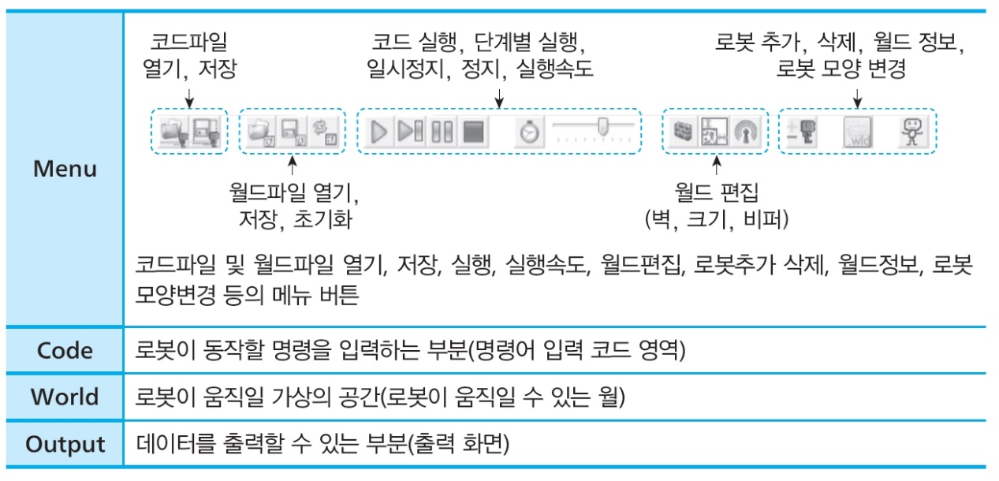 코드파일
열기, 저장
코드 실행, 단계별 실행,
일시정지, 정지, 실행속도
로봇 추가, 삭제, 월드 정보,
로봇 모양 변경
wld
Menu
월드파일 열기,
저장, 초기화
월드 편집
(벽, 크기, 비퍼)
코드파일 및 월드파일 열기, 저장, 실행, 실행속도, 월드편집, 로봇추가 삭제, 월드정보, 로봇
모양변경 등의 메뉴 버튼
Code
로봇이 동작할 명령을 입력하는 부분(명령어 입력 코드 영역)
World
로봇이 움직일 가상의 공간(로봇이 움직일 수 있는 월)
Output
데이터를 출력할 수 있는 부분(출력 화면)